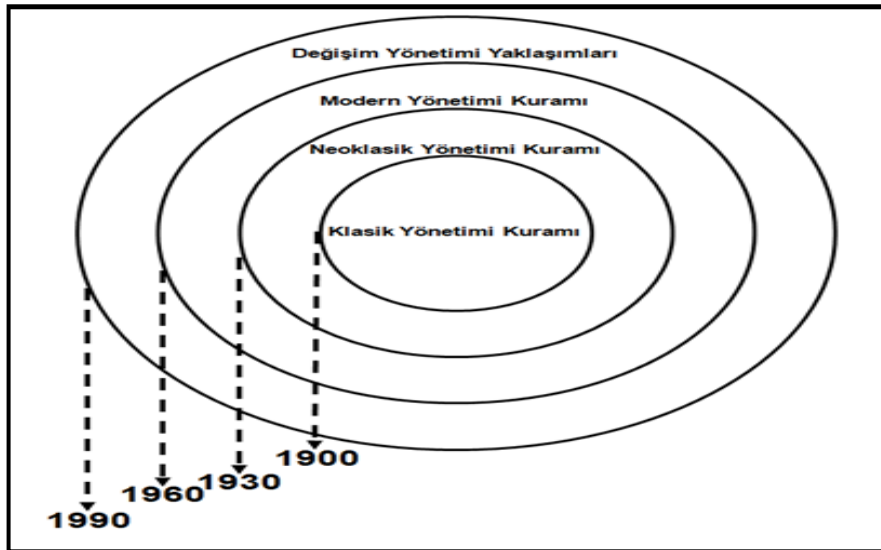 Değişim Yönetimi Yaklaşımları
Modern Yönetimi Kuramı
Neoklasik Yönetimi Kuramı
Klasik Yönetimi Kuramı
1900
1930
1960
1990